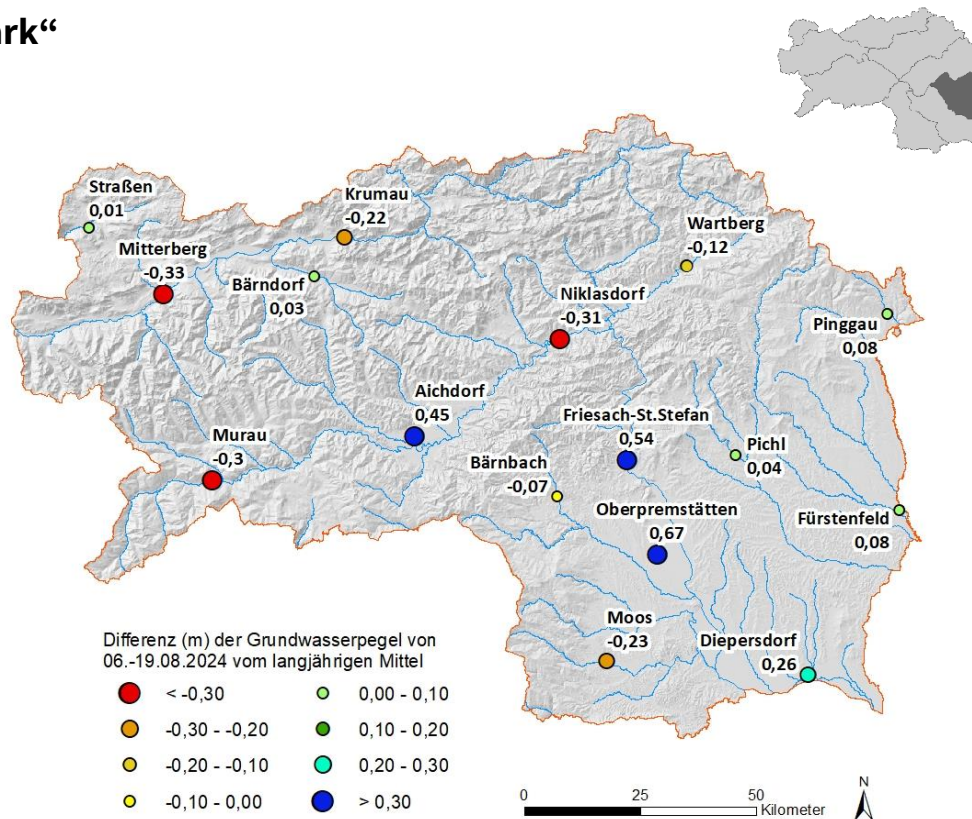 ark“
Straßen
0,01
Krumau
-0,22
Wartberg
-0,12
Mitterberg
-0,33
Bärndorf
0,03
Niklasdorf
-0,31
Pinggau
0,08
Aichdorf
0,45
Friesach-St.Stefan
0,54
Murau
-0,3
Pichl
0,04
Bärnbach
-0,07
Oberpremstätten
0,67
Fürstenfeld
0,08
Moos
-0,23
Diepersdorf
0,26
Differenz (m) der Grundwasserpegel von
06.-19.08.2024 vom langjährigen Mittel
< -0,30
-0,30 - -0,20
-0,20 - -0,10
-0,10 - 0,00
0,00 - 0,10
0,10 - 0,20
0,20 - 0,30
> 0,30
0 25 50
Kilometer
N